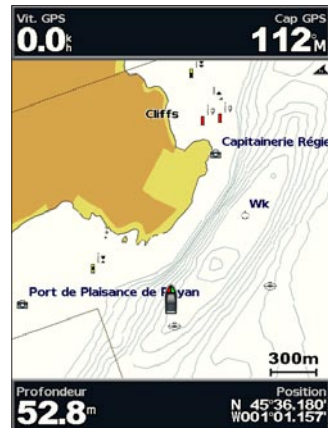 Vit. GPS
0.0 k/h
Cap GPS
112°M
Cliffs
Capitainerie Régie
Wk
Port de Plaisance de Royan
300m
Profondeur
52.8m
Position
N 45°36.180'
W001°01.157'